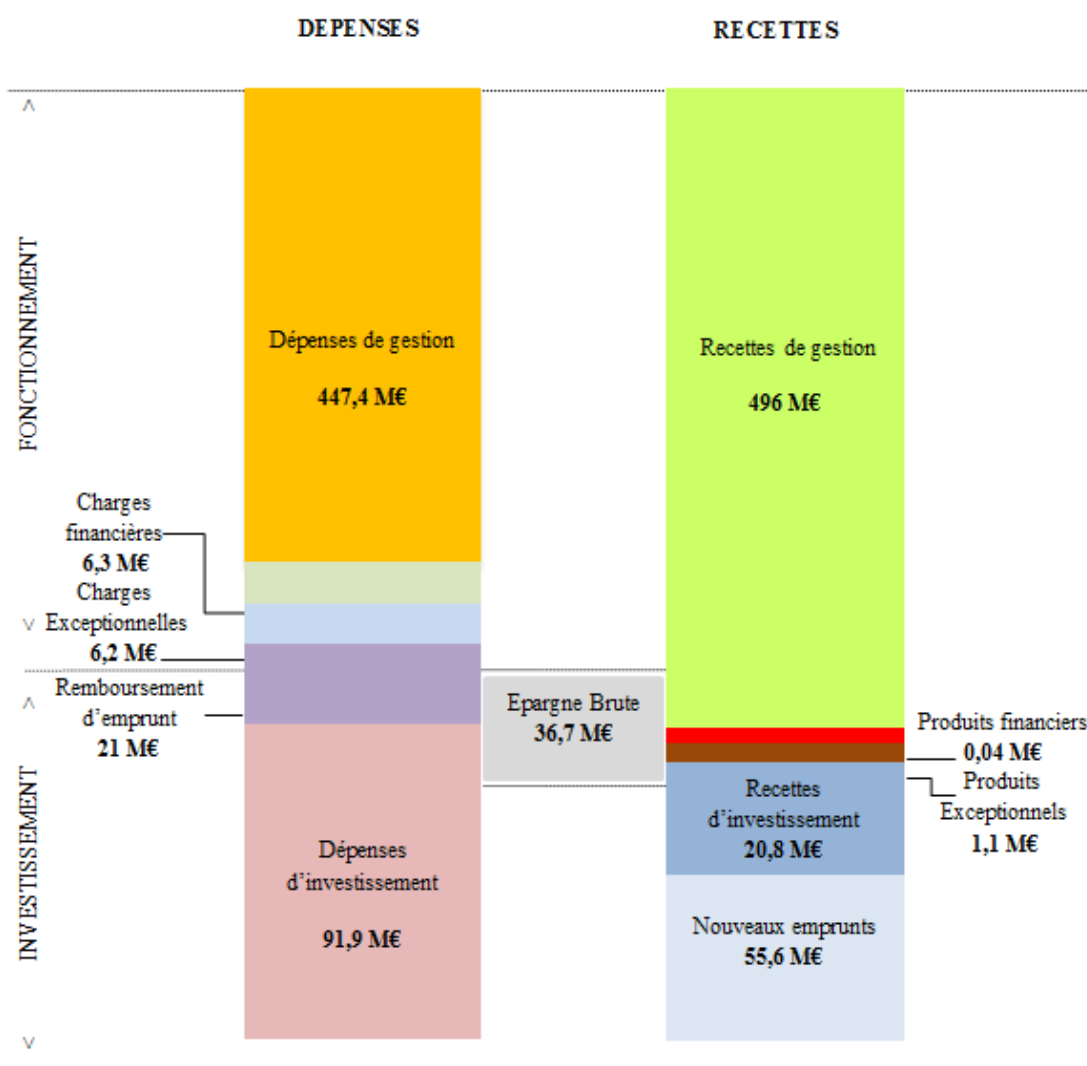 DEPENSES
RECETTES
FONCTIONNEMENT
Dépenses de gestion
447,4 M€
Recettes de gestion
496 M€
Charges
financières
6,3 M€
Charges
Exceptionnelles
6,2 M€
Remboursement
d’emprunt
21 M€
Epargne Brute
36,7 M€
Produits financiers
0,04 M€
Produits
Exceptionnels
1,1 M€
INVESTISSEMENT
Dépenses
d’investissement
91,9 M€
Recettes
d’investissement
20,8 M€
Nouveaux emprunts
55,6 M€